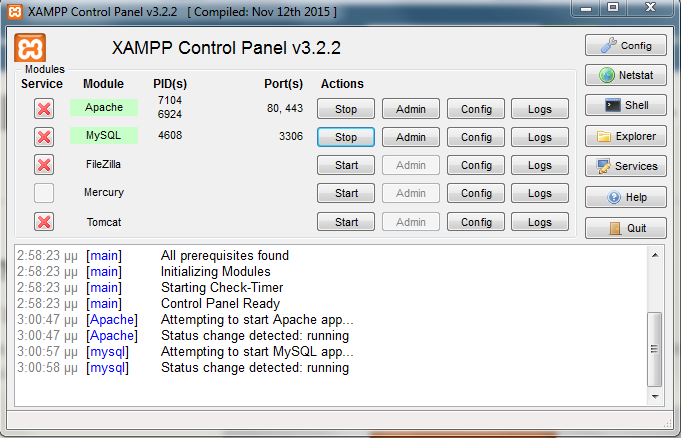 XAMPP Control Panel v3.2.2 [ Compiled: Nov 12th 2015 ]
XAMPP Control Panel v3.2.2
Config
Modules
Service Module PID(s) Port(s) Actions
Netstat
Apache 7104 6924 80, 443 Stop Admin Config Logs
Shell
MySQL 4608 3306 Stop Admin Config Logs
Explorer
FileZilla Start Admin Config Logs
Services
Mercury Start Admin Config Logs
Help
Tomcat Start Admin Config Logs
Quit
2:58:23 μμ [main] All prerequisites found
2:58:23 μμ [main] Initializing Modules
2:58:23 μμ [main] Starting Check-Timer
2:58:23 μμ [main] Control Panel Ready
3:00:47 μμ [Apache] Attempting to start Apache app...
3:00:47 μμ [Apache] Status change detected: running
3:00:57 μμ [mysql] Attempting to start MySQL app...
3:00:58 μμ [mysql] Status change detected: running